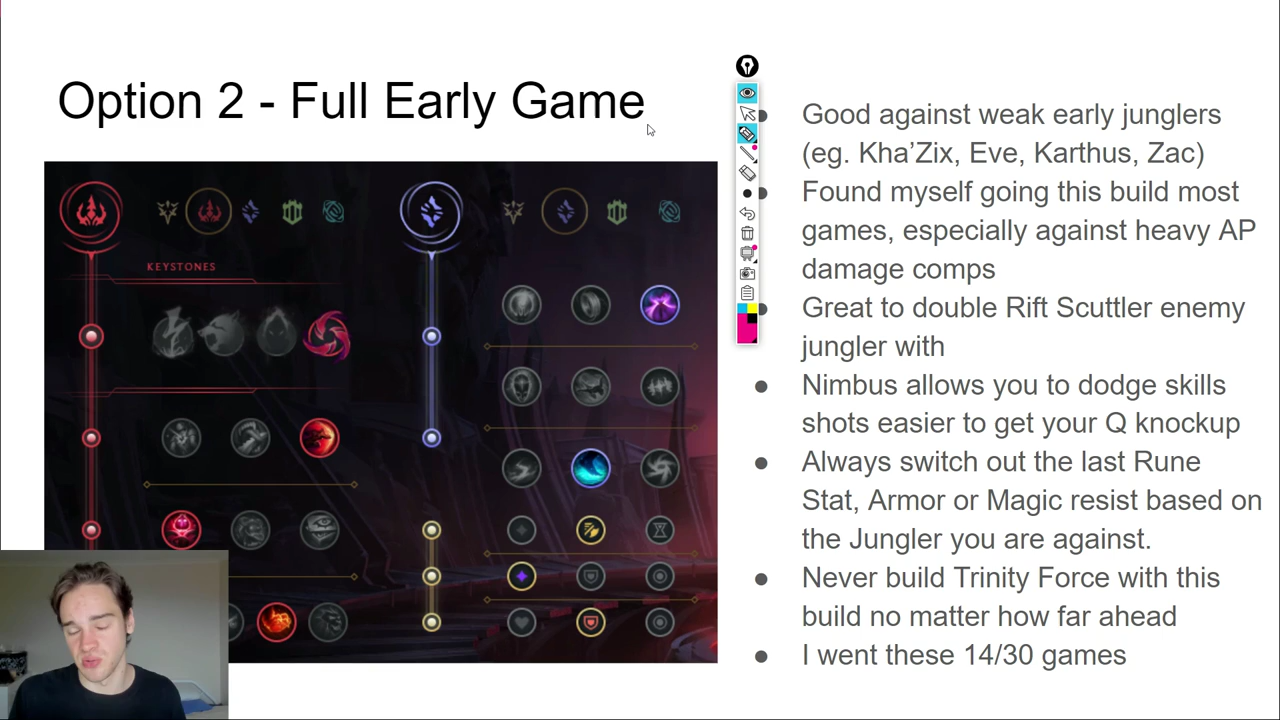 Option 2 - Full Early Game
KEYSTONES
Good against weak early junglers
(eg. Kha’Zix, Eve, Karthus, Zac)
Found myself going this build most
games, especially against heavy AP
damage comps
Great to double Rift Scuttler enemy
jungler with
Nimbus allows you to dodge skills
shots easier to get your Q knockup
Always switch out the last Rune
Stat, Armor or Magic resist based on
the Jungler you are against.
Never build Trinity Force with this
build no matter how far ahead
I went these 14/30 games